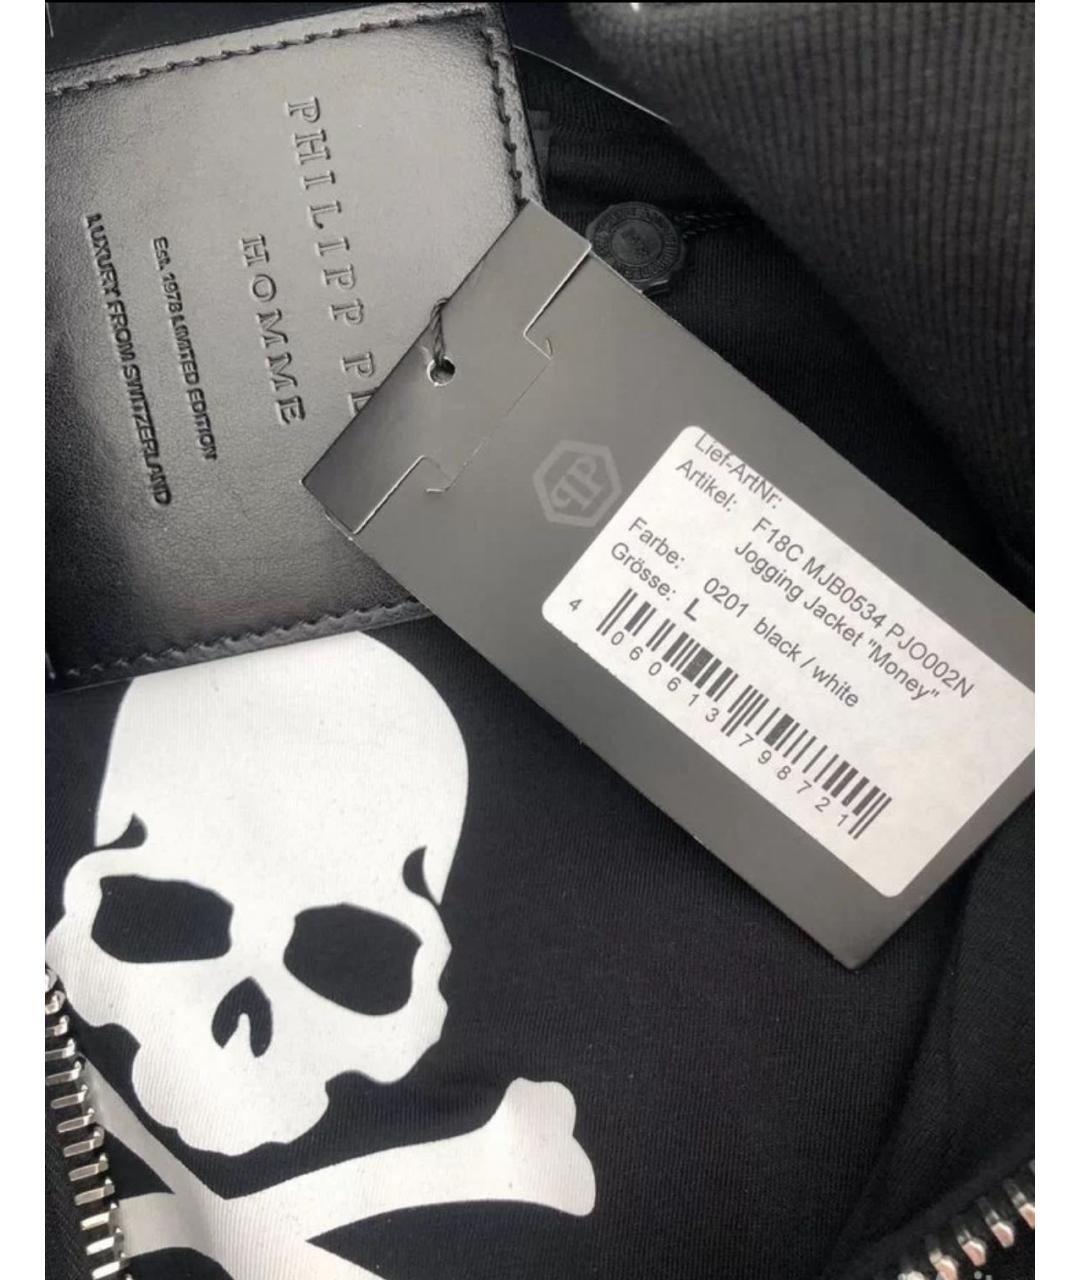 PHILIPP PL
HOMME
Est. 1978 LIMITED EDITION
LUXURY FROM SWITZERLAND
Lief-ArtNr:
Artikel: F18C MJB0534 PJO002N
Jogging Jacket "Money"
Farbe: 0201 black / white
Grösse: L
4 060613 798721